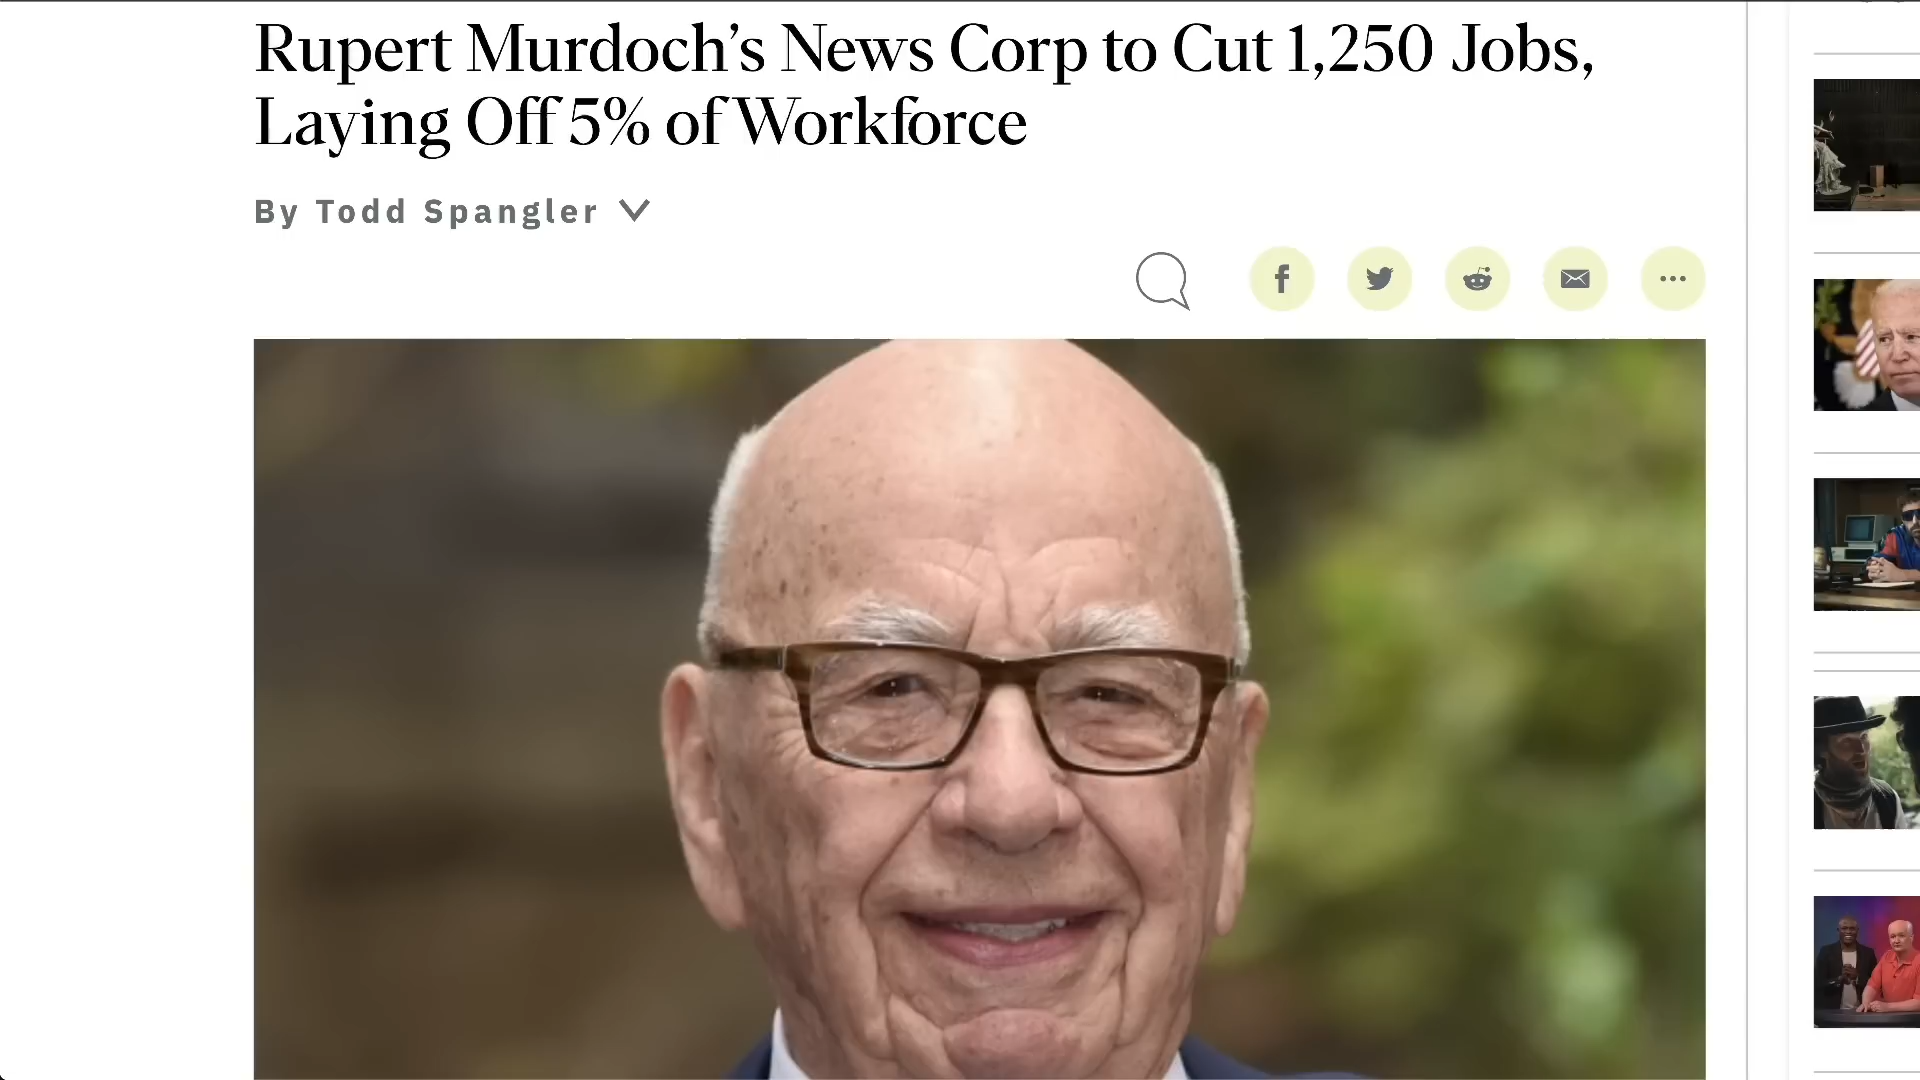 Rupert Murdoch’s News Corp to Cut 1,250 Jobs,
Laying Off 5% of Workforce
By Todd Spangler